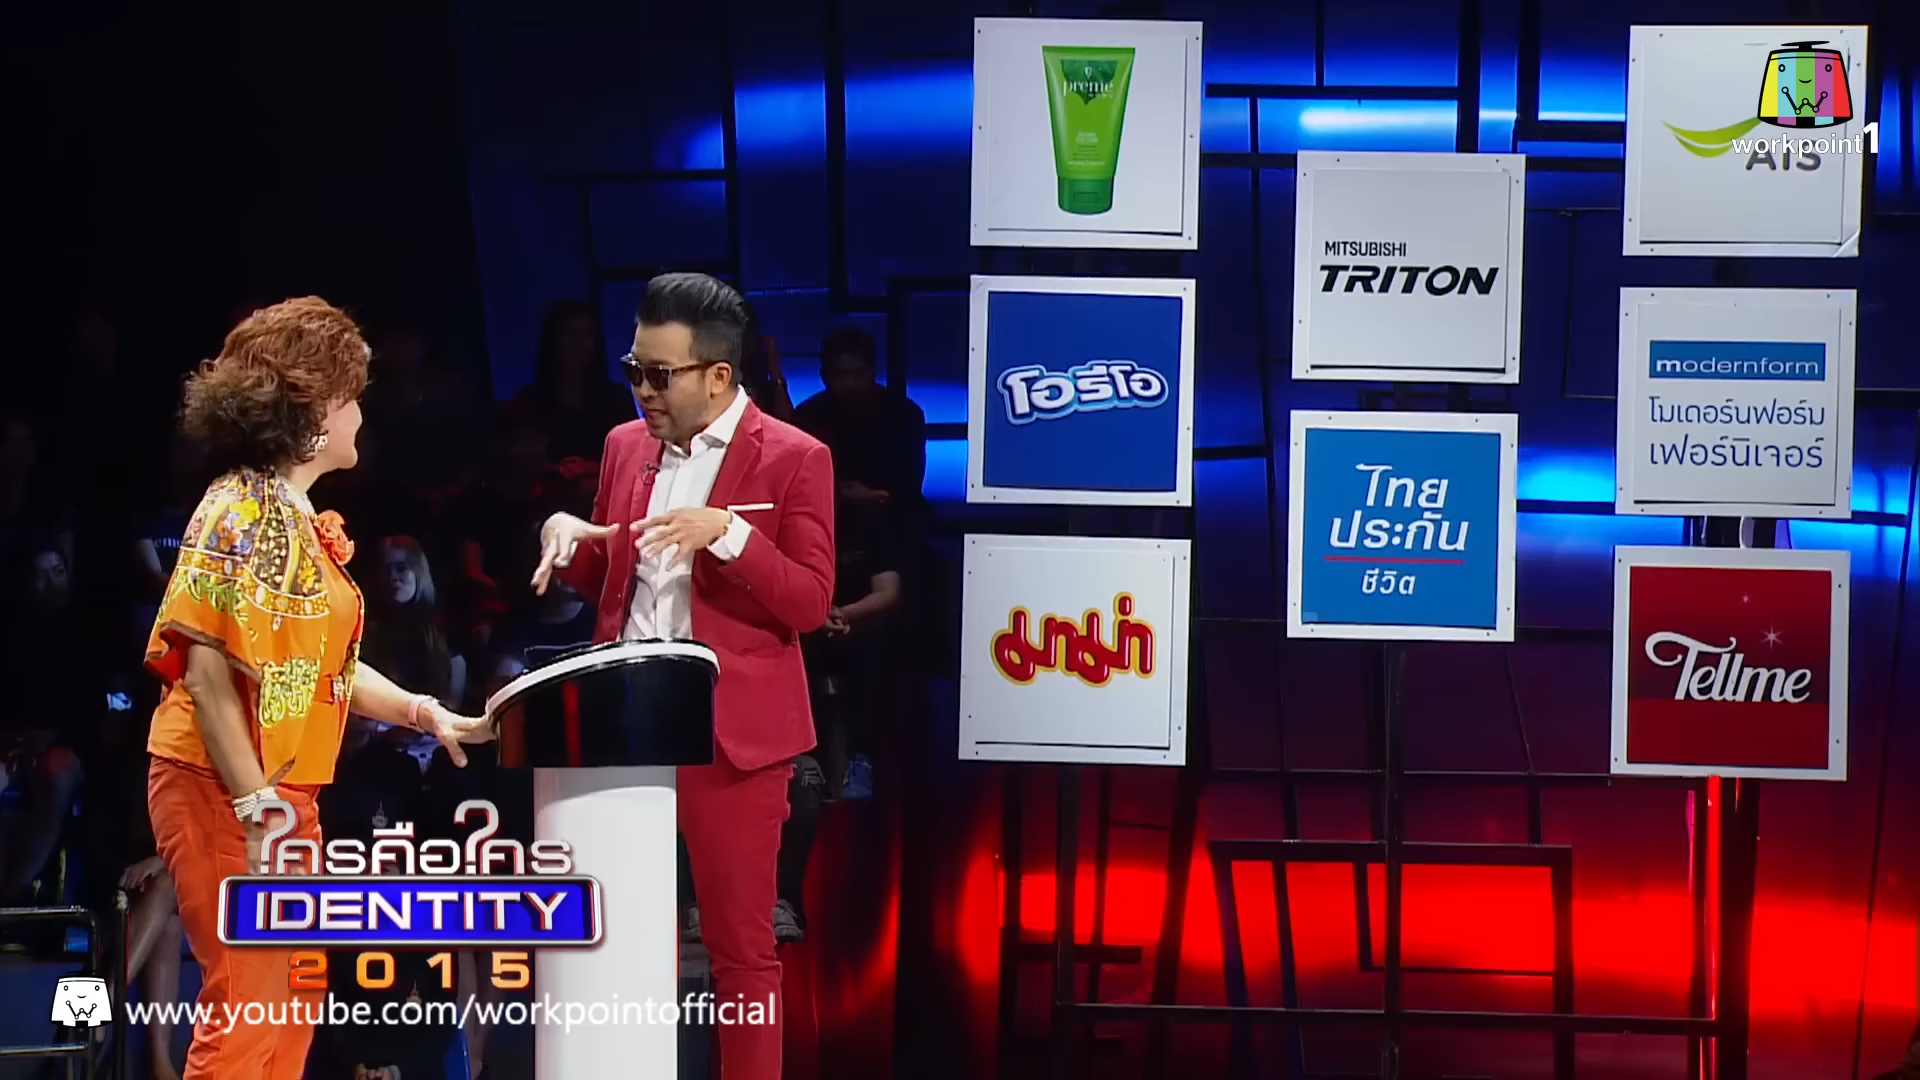 preme
MITSUBISHI
TRITON
AIS
workpoint1
โอรีโอ
modernform
โมเดอร์นฟอร์ม
เฟอร์นิเจอร์
ไทย
ประกัน
ชีวิต
มาม่า
Tellme
ใครคือใคร
IDENTITY
2015
www.youtube.com/workpointofficial